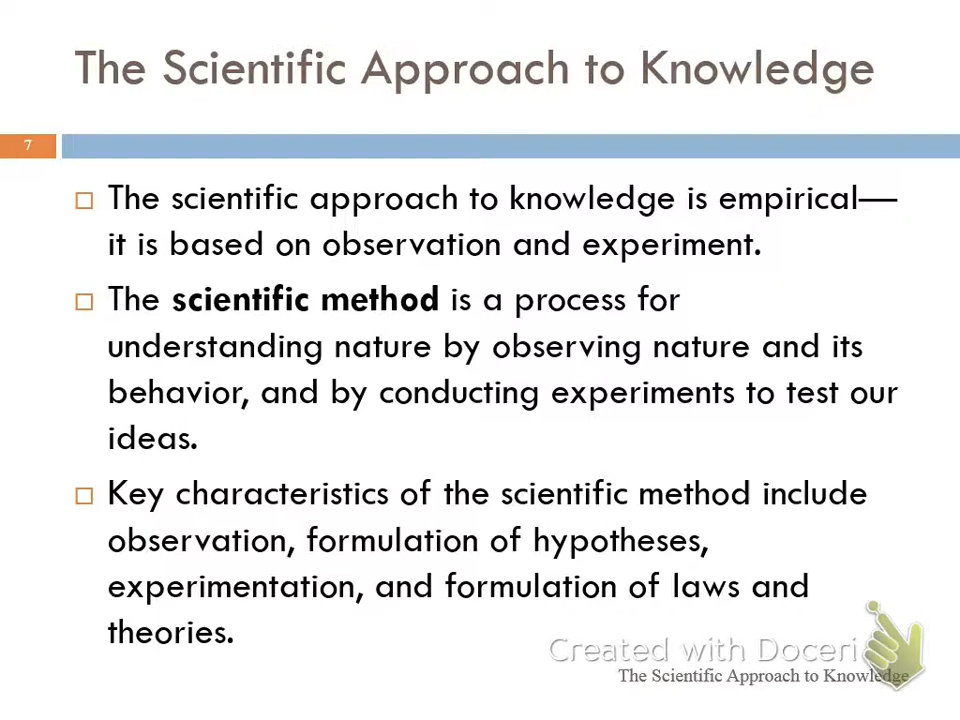 The Scientific Approach to Knowledge
7
The scientific approach to knowledge is empirical—
it is based on observation and experiment.
The scientific method is a process for
understanding nature by observing nature and its
behavior, and by conducting experiments to test our
ideas.
Key characteristics of the scientific method include
observation, formulation of hypotheses,
experimentation, and formulation of laws and
theories.
Created with Doceri
The Scientific Approach to Knowledge